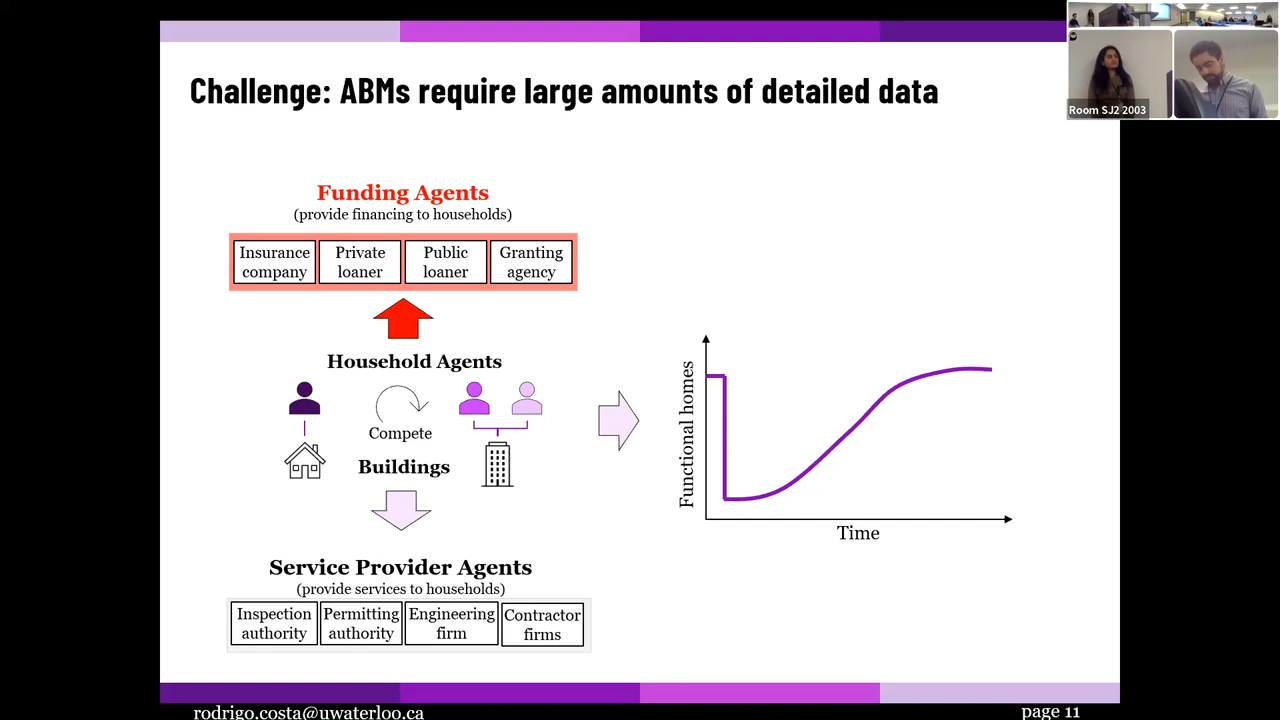 Challenge: ABMs require large amounts of detailed data
Room SJ2 2003
Funding Agents
(provide financing to households)
Insurance
company
Private
loaner
Public
loaner
Granting
agency
Household Agents
Compete
Buildings
Service Provider Agents
(provide services to households)
Inspection
authority
Permitting
authority
Engineering
firm
Contractor
firms
Functional homes
Time
rodrigo.costa@uwaterloo.ca
page 11